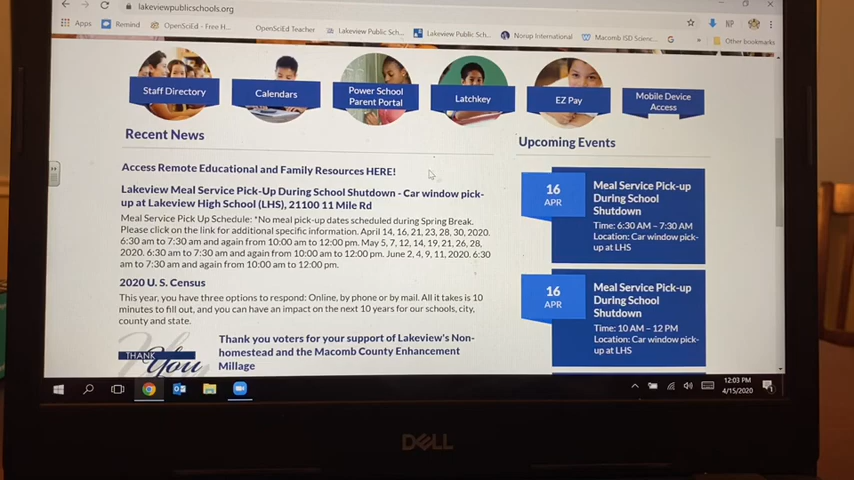 lakeviewpublicschools.org
Apps
Remind
OpenSciEd - Free H...
OpenSciEd Teacher
Lakeview Public Sch...
Lakeview Public Sch...
Norup International
Macomb ISD Scienc...
»
Other bookmarks
Staff Directory
Calendars
Power School
Parent Portal
Latchkey
EZ Pay
Mobile Device
Access
Recent News
Access Remote Educational and Family Resources HERE!
Lakeview Meal Service Pick-Up During School Shutdown - Car window pick-
up at Lakeview High School (LHS), 21100 11 Mile Rd
Meal Service Pick Up Schedule: *No meal pick-up dates scheduled during Spring Break.
Please click on the link for additional specific information. April 14, 16, 21, 23, 28, 30, 2020.
6:30 am to 7:30 am and again from 10:00 am to 12:00 pm. May 5, 7, 12, 14, 19, 21, 26, 28,
2020. 6:30 am to 7:30 am and again from 10:00 am to 12:00 pm. June 2, 4, 9, 11, 2020. 6:30
am to 7:30 am and again from 10:00 am to 12:00 pm.
2020 U. S. Census
This year, you have three options to respond: Online, by phone or by mail. All it takes is 10
minutes to fill out, and you can have an impact on the next 10 years for our schools, city,
county and state.
THANK
You
Thank you voters for your support of Lakeview's Non-
homestead and the Macomb County Enhancement
Millage
Upcoming Events
16
APR
Meal Service Pick-up
During School
Shutdown
Time: 6:30 AM – 7:30 AM
Location: Car window pick-
up at LHS
16
APR
Meal Service Pick-up
During School
Shutdown
Time: 10 AM – 12 PM
Location: Car window pick-
up at LHS
12:03 PM
4/15/2020
DELL